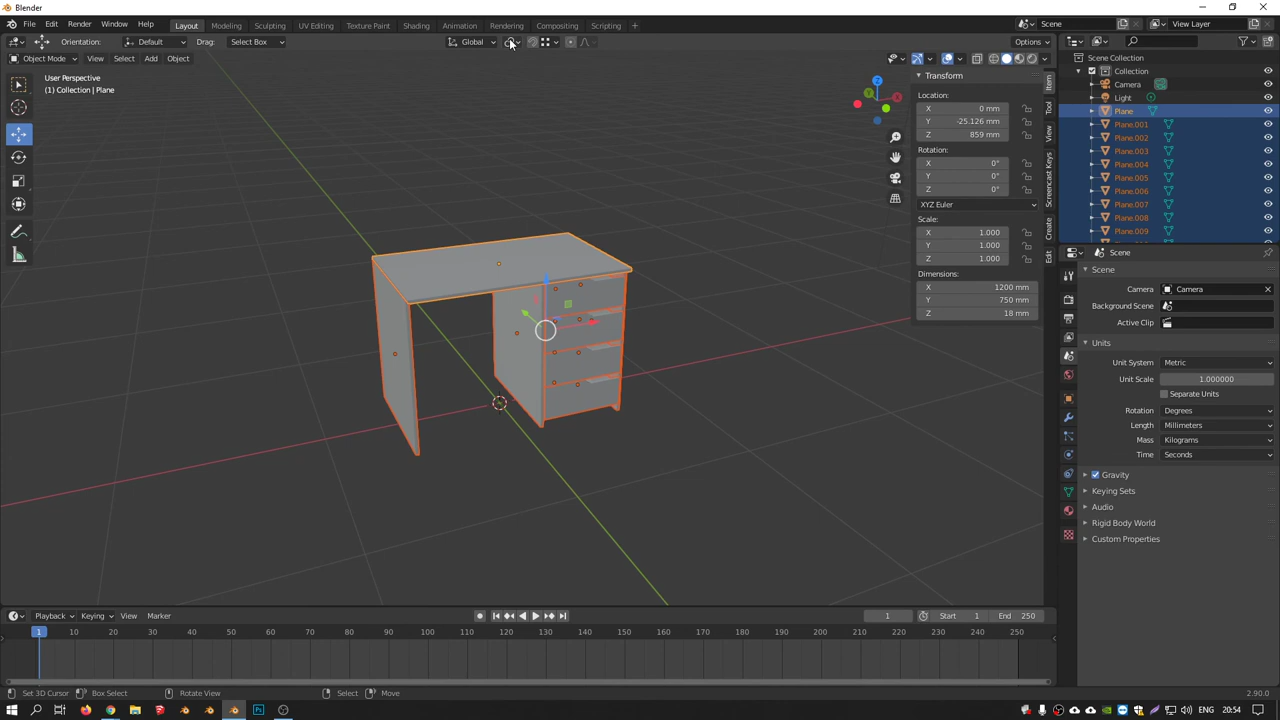 Blender
File Edit Render Window Help Layout Modeling Sculpting UV Editing Texture Paint Shading Animation Rendering Compositing Scripting + Scene View Layer
Orientation: Default Drag: Select Box Global Options
Object Mode View Select Add Object
User Perspective
(1) Collection | Plane
Z
X
Y
Transform
Location:
X 0 mm
Y -25.126 mm
Z 859 mm
Rotation:
X 0°
Y 0°
Z 0°
XYZ Euler
Scale:
X 1.000
Y 1.000
Z 1.000
Dimensions:
X 1200 mm
Y 750 mm
Z 18 mm
Item
Tool
View
Screencast Keys
Create
Edit
Scene Collection
Collection
Camera
Light
Plane
Plane.001
Plane.002
Plane.003
Plane.004
Plane.005
Plane.006
Plane.007
Plane.008
Plane.009
Scene
Scene
Camera Camera
Background Scene
Active Clip
Units
Unit System Metric
Unit Scale 1.000000
Separate Units
Rotation Degrees
Length Millimeters
Mass Kilograms
Time Seconds
Gravity
Keying Sets
Audio
Rigid Body World
Custom Properties
Playback Keying View Marker 1 Start 1 End 250
1 10 20 30 40 50 60 70 80 90 100 110 120 130 140 150 160 170 180 190 200 210 220 230 240 250
Set 3D Cursor Box Select Rotate View Select Move 2.90.0
ENG 20:54